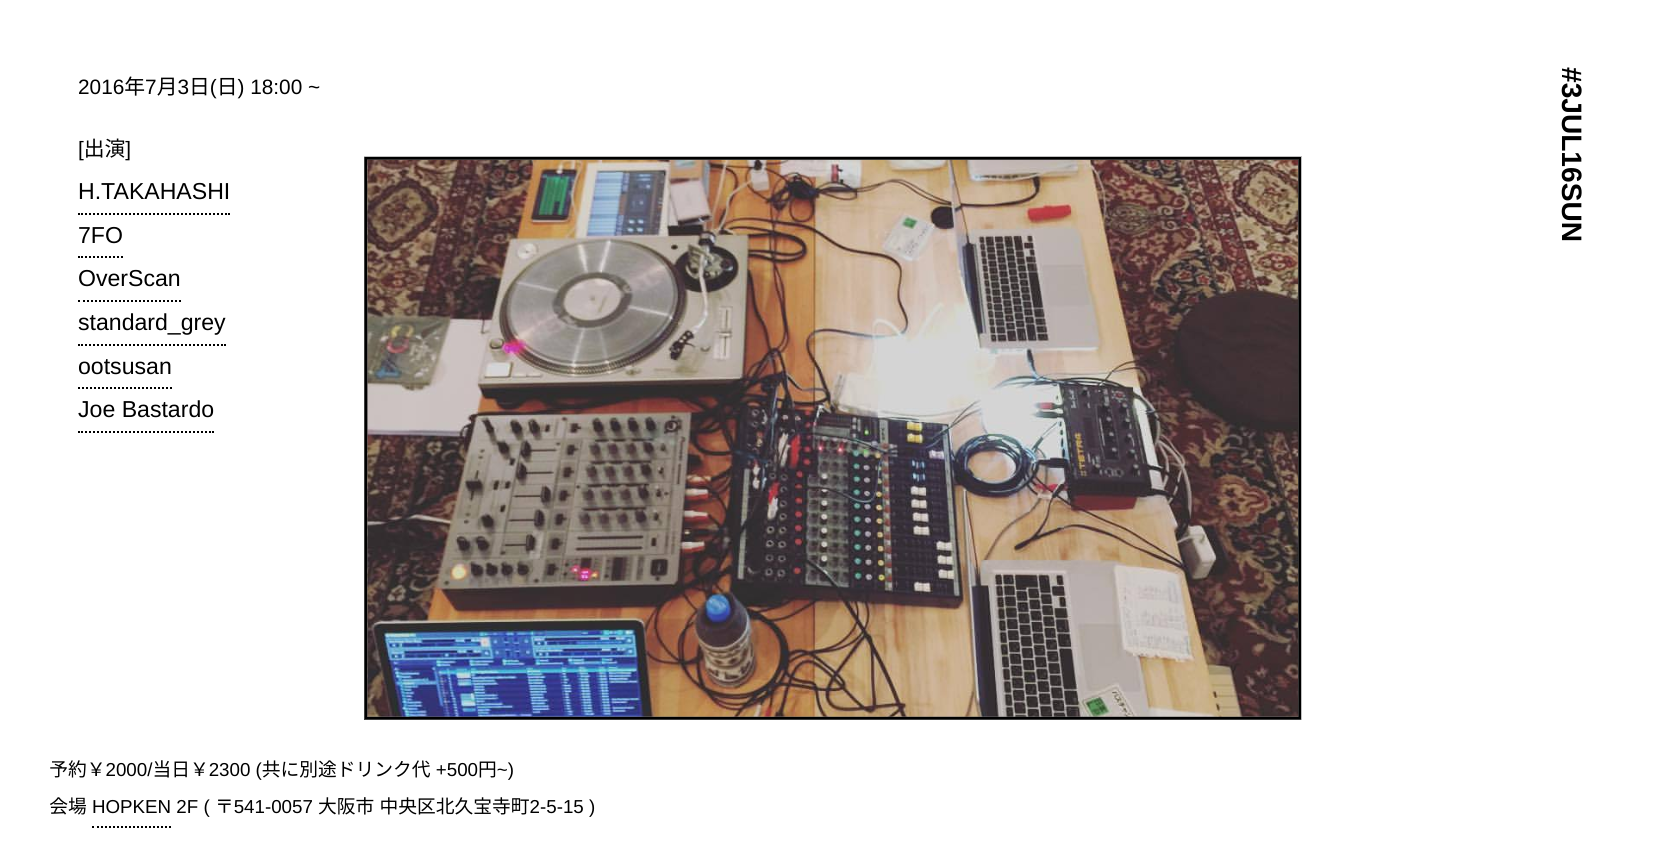 2016年7月3日(日) 18:00 ~
#3JUL16SUN
[出演]
H.TAKAHASHI
7FO
OverScan
standard_grey
ootsusan
Joe Bastardo
TETRA
予約￥2000/当日￥2300 (共に別途ドリンク代 +500円~)
会場 HOPKEN 2F ( 〒541-0057 大阪市 中央区北久宝寺町2-5-15 )